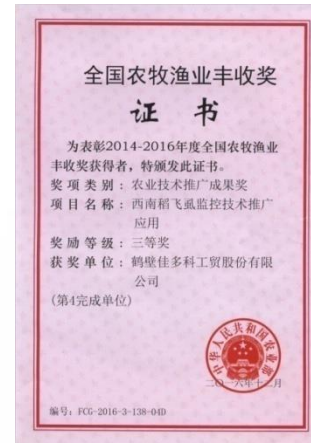 全国农牧渔业丰收奖
证书
为表彰2014-2016年度全国农牧渔业
丰收奖获得者，特颁发此证书。
奖项类别：农业技术推广成果奖
项目名称：西南稻飞虱监控技术推广
应用
奖励等级：三等奖
获奖单位：鹤壁佳多科工贸股份有限
公司
(第4完成单位)
中华人民共和国农业部
二〇一六年十二月
编号：FCG-2016-3-138-04D